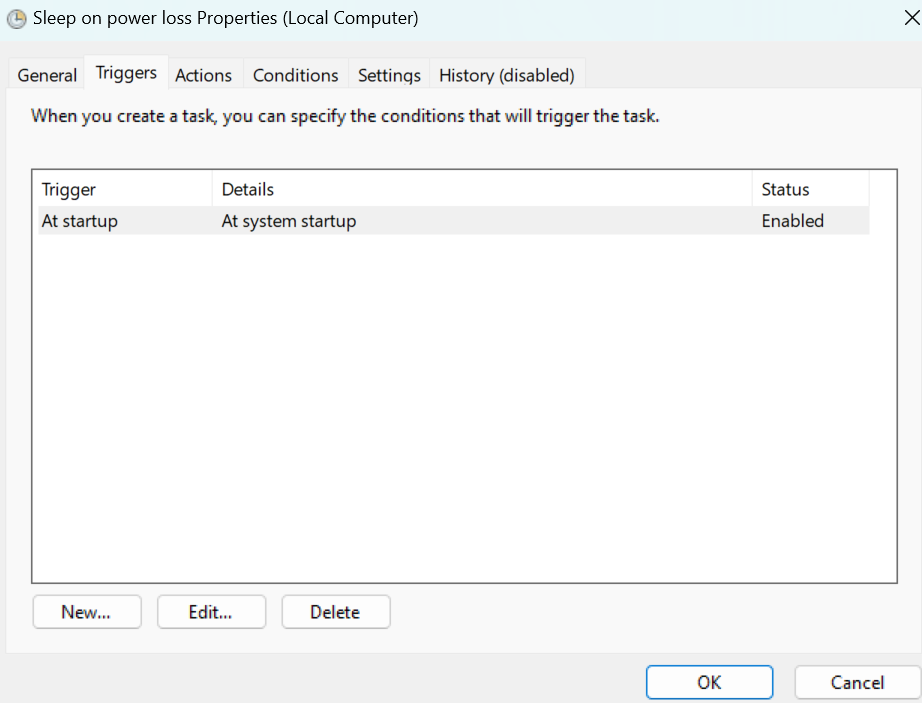 Sleep on power loss Properties (Local Computer)
General Triggers Actions Conditions Settings History (disabled)
When you create a task, you can specify the conditions that will trigger the task.
Trigger Details Status
At startup At system startup Enabled
New... Edit... Delete
OK Cancel